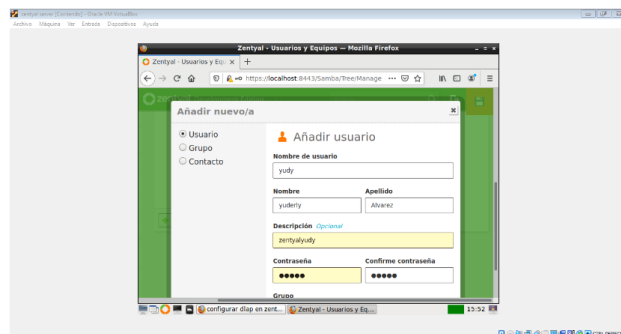 zentyal server [Corriendo] - Oracle VM VirtualBox
Archivo Máquina Ver Entrada Dispositivos Ayuda
Zentyal - Usuarios y Equipos — Mozilla Firefox
Zentyal - Usuarios y Equ
https://localhost:8443/Samba/Tree/Manage
Añadir nuevo/a
Usuario
Grupo
Contacto
Añadir usuario
Nombre de usuario
yudy
Nombre Apellido
yuderly Alvarez
Descripción Opcional
zentyalyudy
Contraseña Confirme contraseña
Grupo
configurar dlap en zent... Zentyal - Usuarios y Eq... 15:52